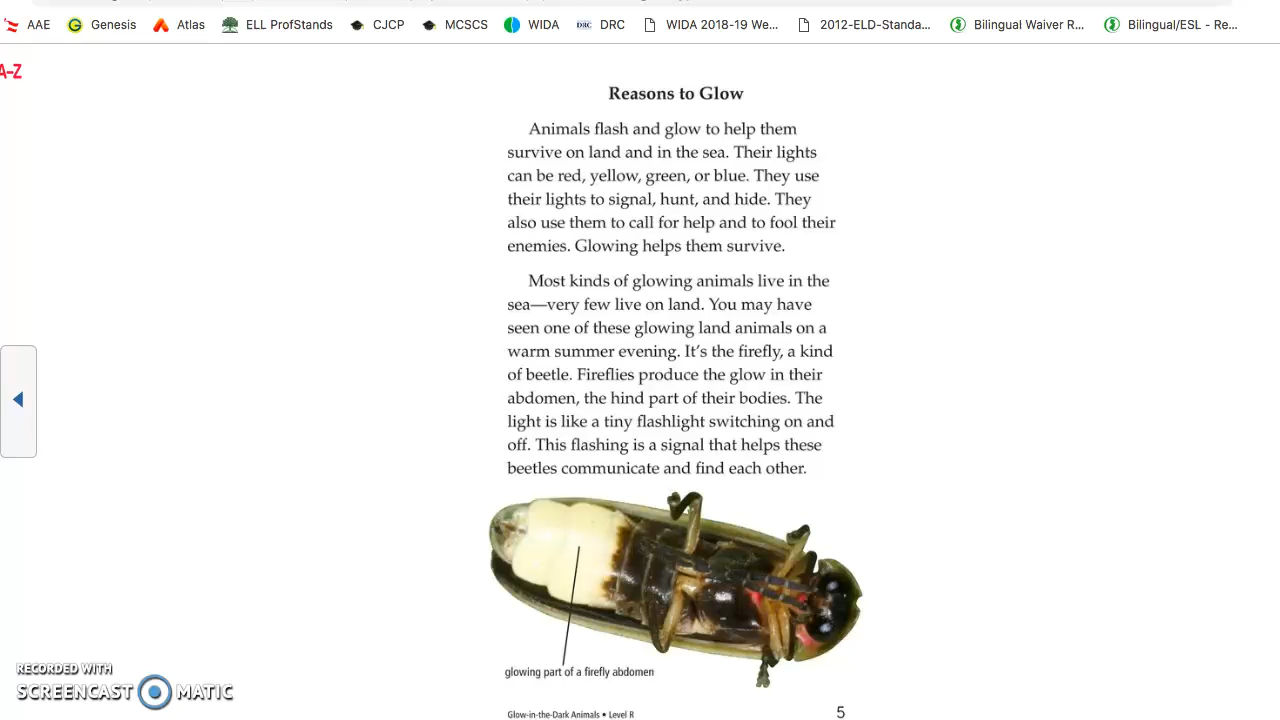 AAE Genesis Atlas ELL ProfStands CJCP MCSCS WIDA DRC DRC WIDA 2018-19 We... 2012-ELD-Standa... Bilingual Waiver R... Bilingual/ESL - Re...
A-Z
Reasons to Glow
Animals flash and glow to help them
survive on land and in the sea. Their lights
can be red, yellow, green, or blue. They use
their lights to signal, hunt, and hide. They
also use them to call for help and to fool their
enemies. Glowing helps them survive.
Most kinds of glowing animals live in the
sea—very few live on land. You may have
seen one of these glowing land animals on a
warm summer evening. It's the firefly, a kind
of beetle. Fireflies produce the glow in their
abdomen, the hind part of their bodies. The
light is like a tiny flashlight switching on and
off. This flashing is a signal that helps these
beetles communicate and find each other.
glowing part of a firefly abdomen
RECORDED WITH
SCREENCAST MATIC
Glow-in-the-Dark Animals • Level R 5